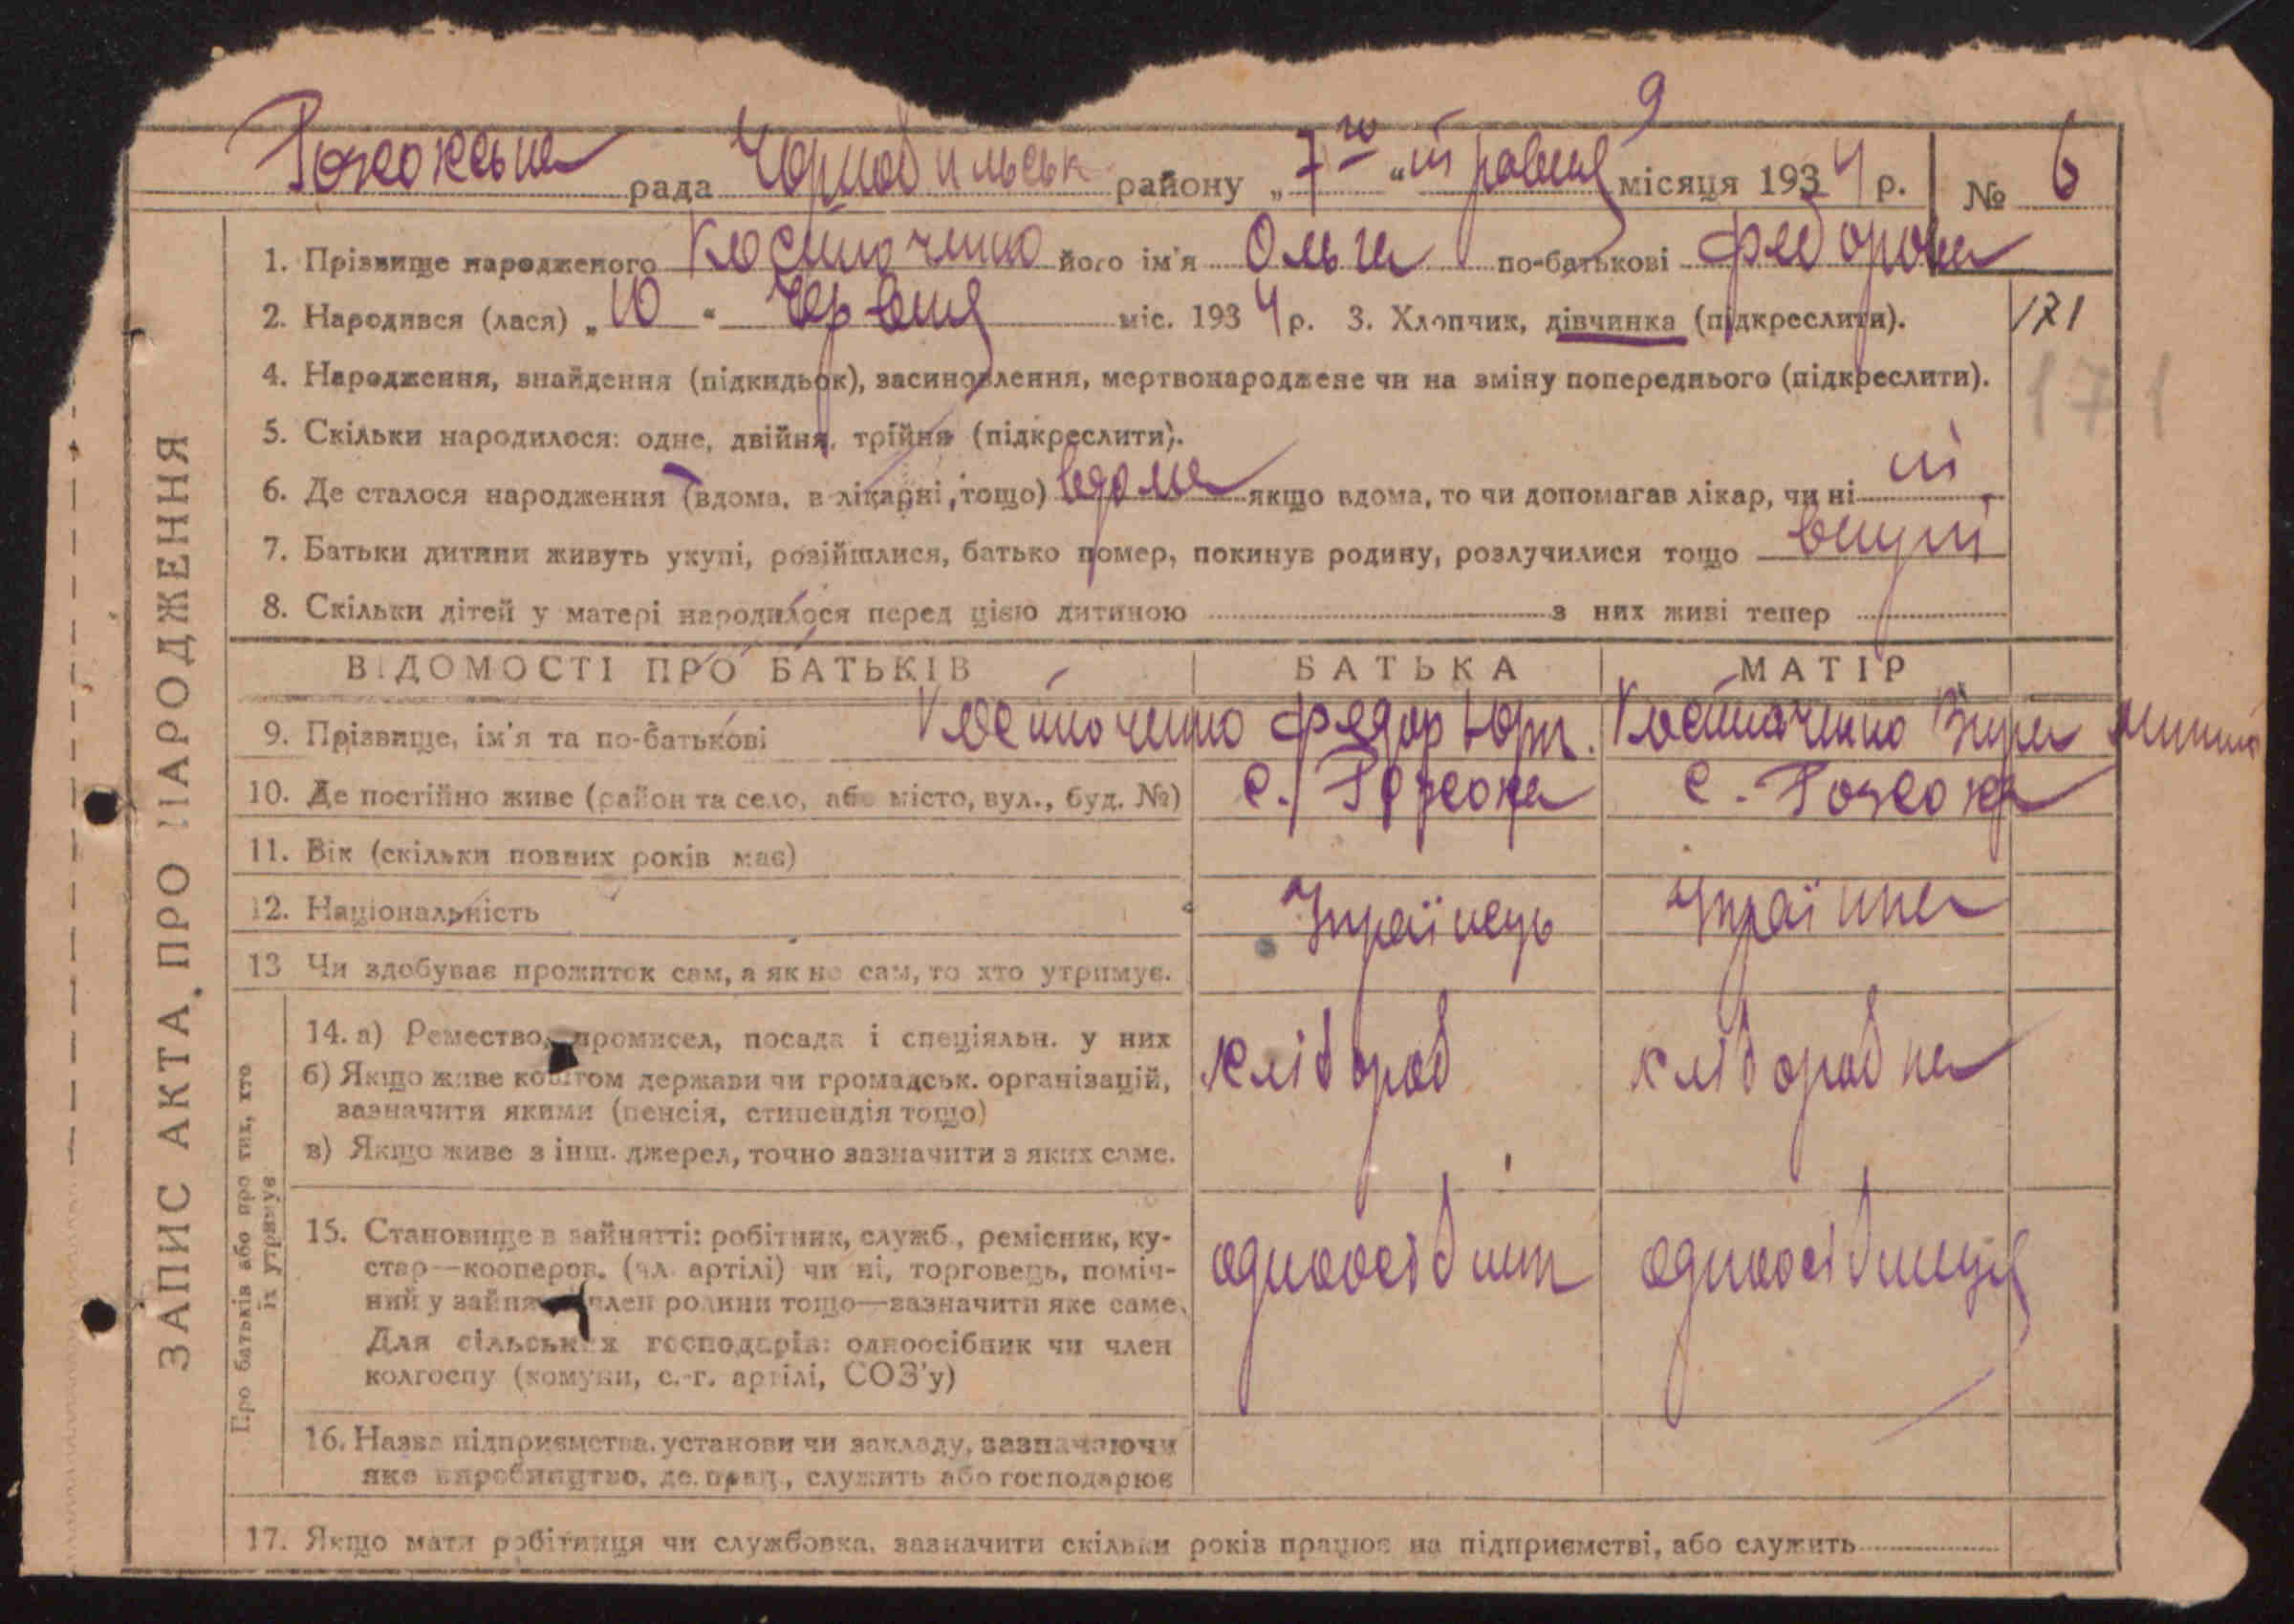 9
рада Чорнобильськ району „7го“ травня місяця 1934 р. № 6
1. Прізвище народженого Костюченко його ім'я Ольга по-батькові Федоровна
2. Народився (лася) „10“ Червня міс. 1934 р. 3. Хлопчик, дівчинка (підкреслити).
171
4. Народження, знайдення (підкидьок), засиновлення, мертвонароджене чи на зміну попереднього (підкреслити).
171
5. Скільки народилося: одне, двійня, трійня (підкреслити).
6. Де сталося народження (вдома, в лікарні, тощо) вдома якщо вдома, то чи допомагав лікар, чи ні ні
7. Батьки дитини живуть укупі, розійшлися, батько помер, покинув родину, розлучилися тощо вкупі
8. Скільки дітей у матері народилося перед цією дитиною з них живі тепер
ВІДОМОСТІ ПРО БАТЬКІВ БАТЬКА МАТІР
9. Прізвище, ім'я та по-батькові Костюченко Федор Юрк. Костюченко
10. Де постійно живе (район та село, або місто, вул., буд. №) с. Рожока с. Рожока
11. Вік (скільки повних років має)
12. Національність Українець Українка
13 Чи здобуває прожиток сам, а як не сам, то хто утримує.
14. а) Ремество, промисел, посада і спеціяльн. у них
б) Якщо живе коштом держави чи громадськ. організацій, кліброб клібробка
зазначити якими (пенсія, стипендія тощо)
в) Якщо живе з інш. джерел, точно зазначити з яких саме.
15. Становище в зайнятті: робітник, служб., ремісник, ку-
стар—кооперов. (чл. артілі) чи ні, торговець, поміч- одноосібник одноосібниця
ний у зайнятті член родини тощо—зазначити яке саме.
Для сільських господарів: одноосібник чи член
колгоспу (комуни, с.-г. артілі, СОЗ'у)
16. Назва підприємства, установи чи закладу, зазначаючи
яке виробництво, де прац., служить або господарює
17. Якщо мати робітниця чи службовка, зазначити скільки років працює на підприємстві, або служить
ЗАПИС АКТА ПРО НАРОДЖЕННЯ
Про батьків або про тих, хто
їх утримує